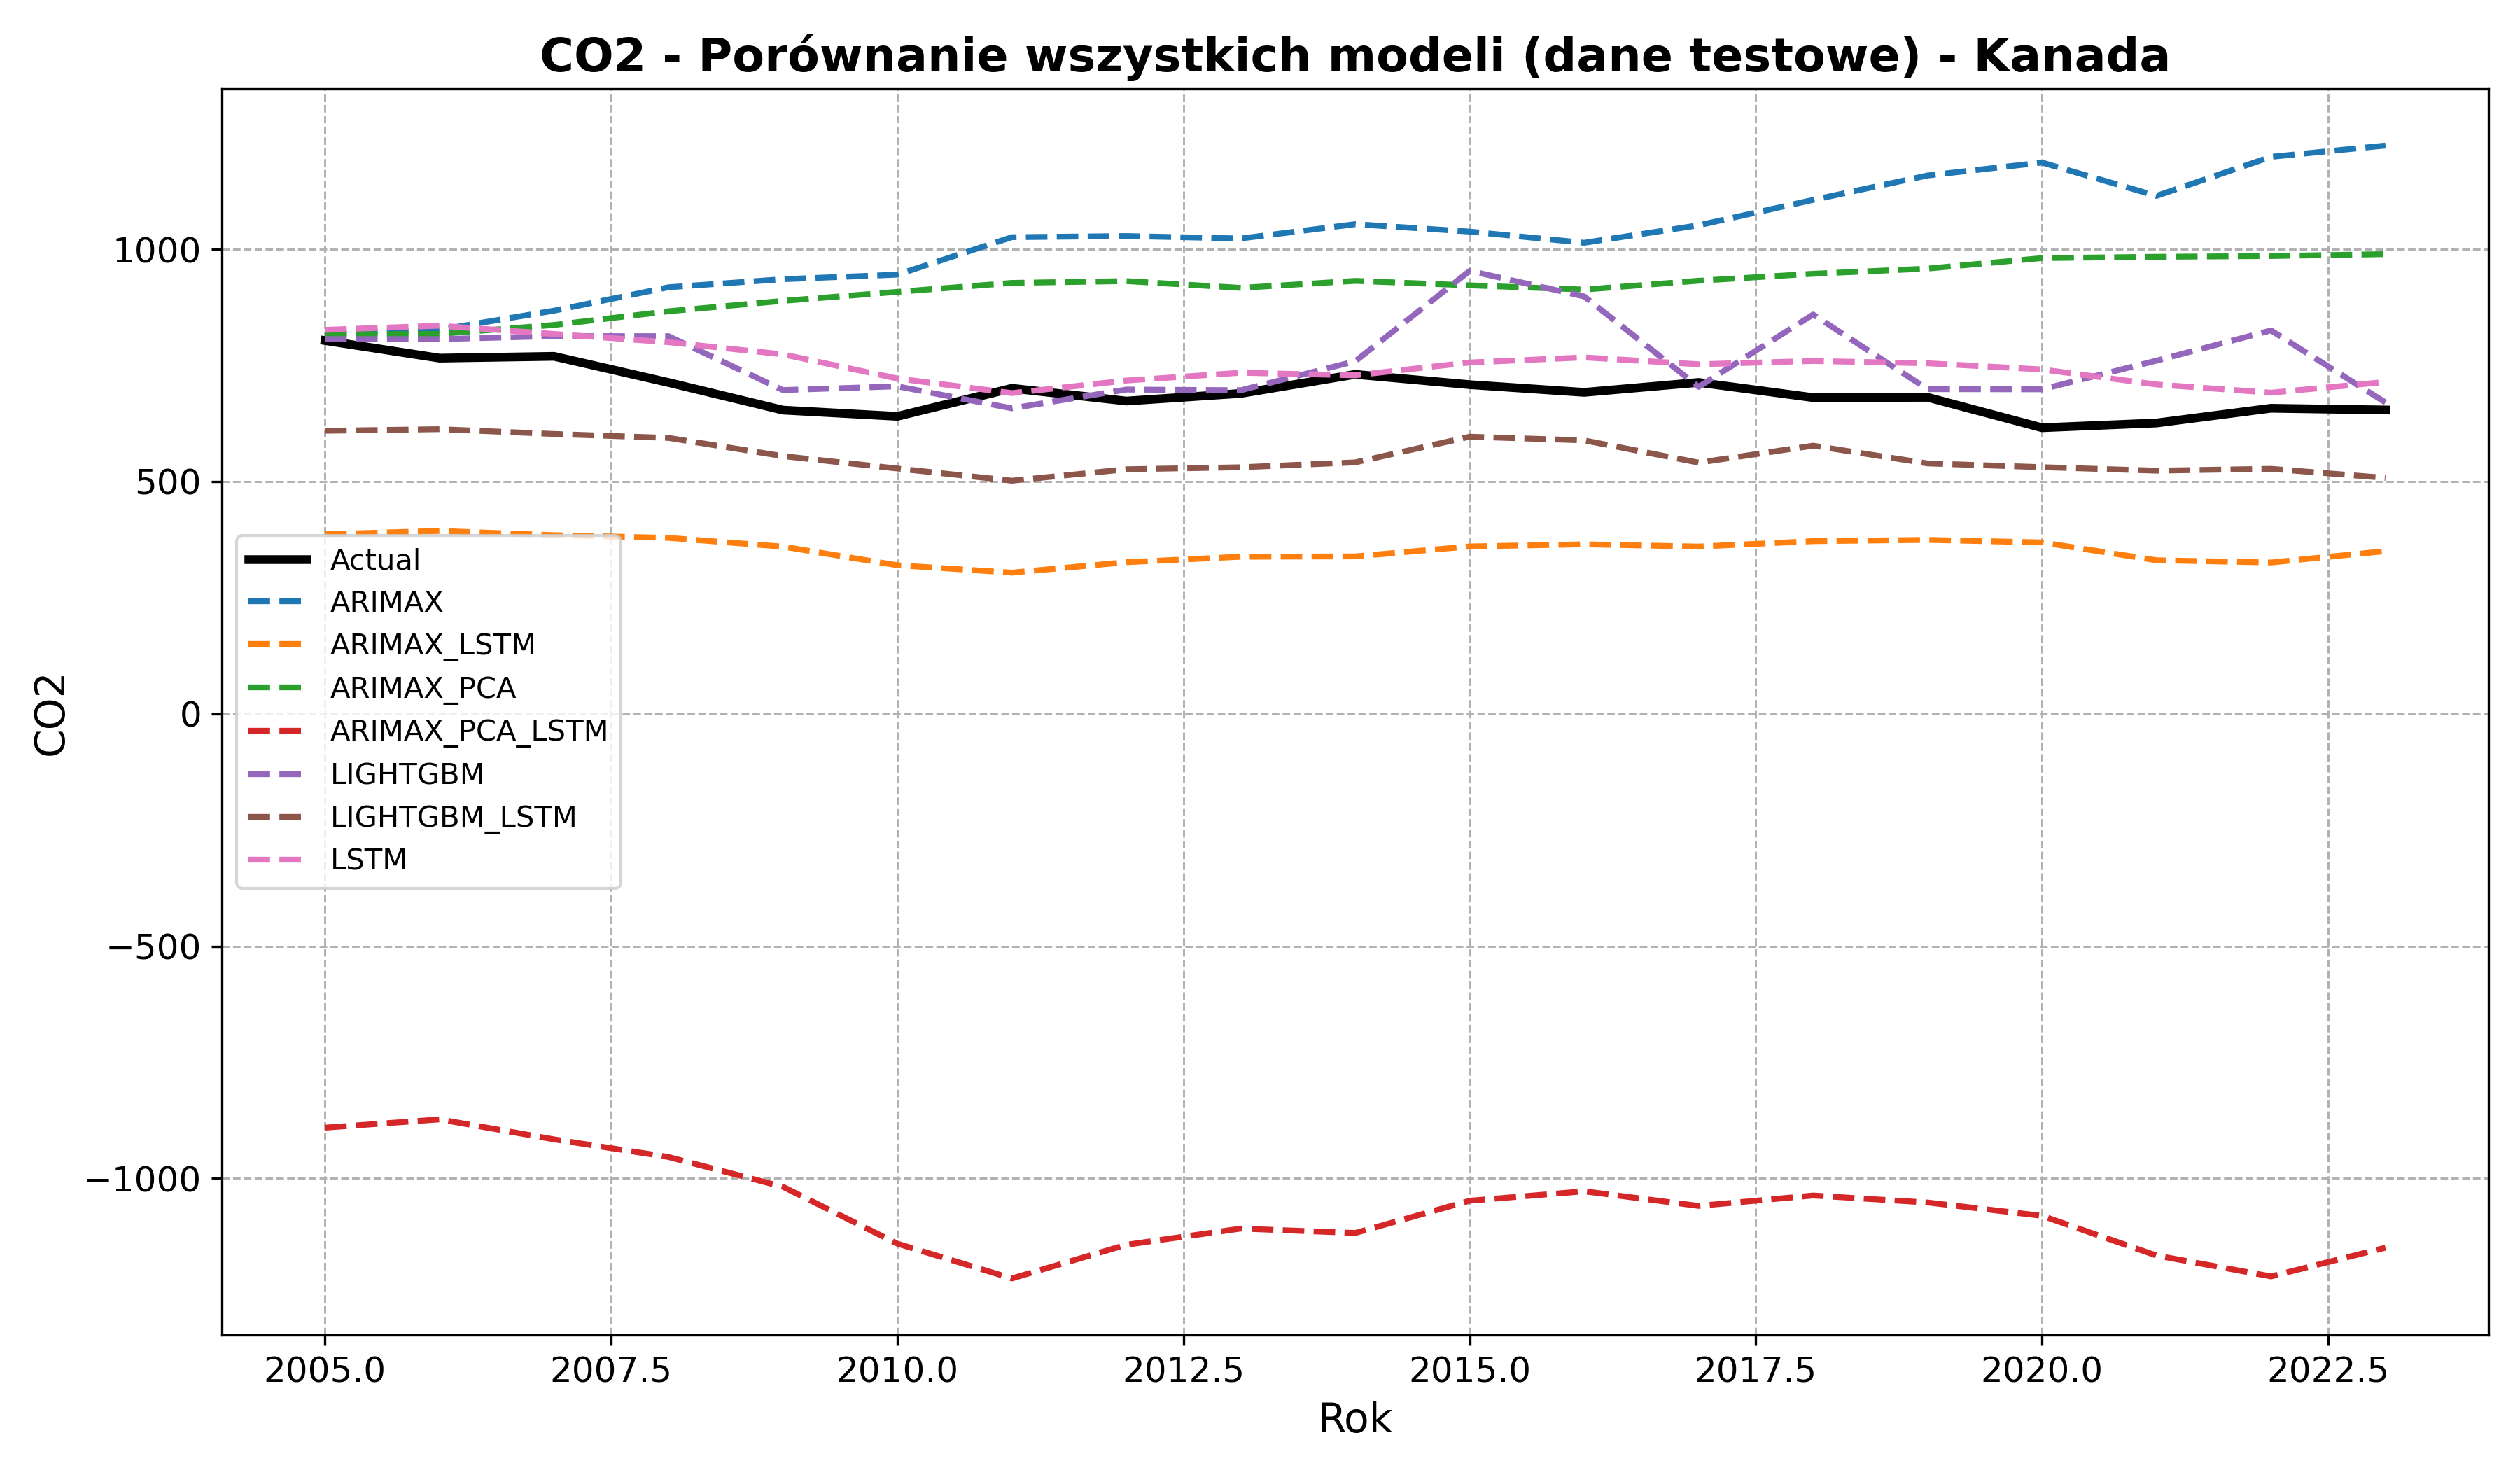 CO2 - Porównanie wszystkich modeli (dane testowe) - Kanada
CO2
1000
500
0
−500
−1000
Actual
ARIMAX
ARIMAX_LSTM
ARIMAX_PCA
ARIMAX_PCA_LSTM
LIGHTGBM
LIGHTGBM_LSTM
LSTM
2005.0 2007.5 2010.0 2012.5 2015.0 2017.5 2020.0 2022.5
Rok